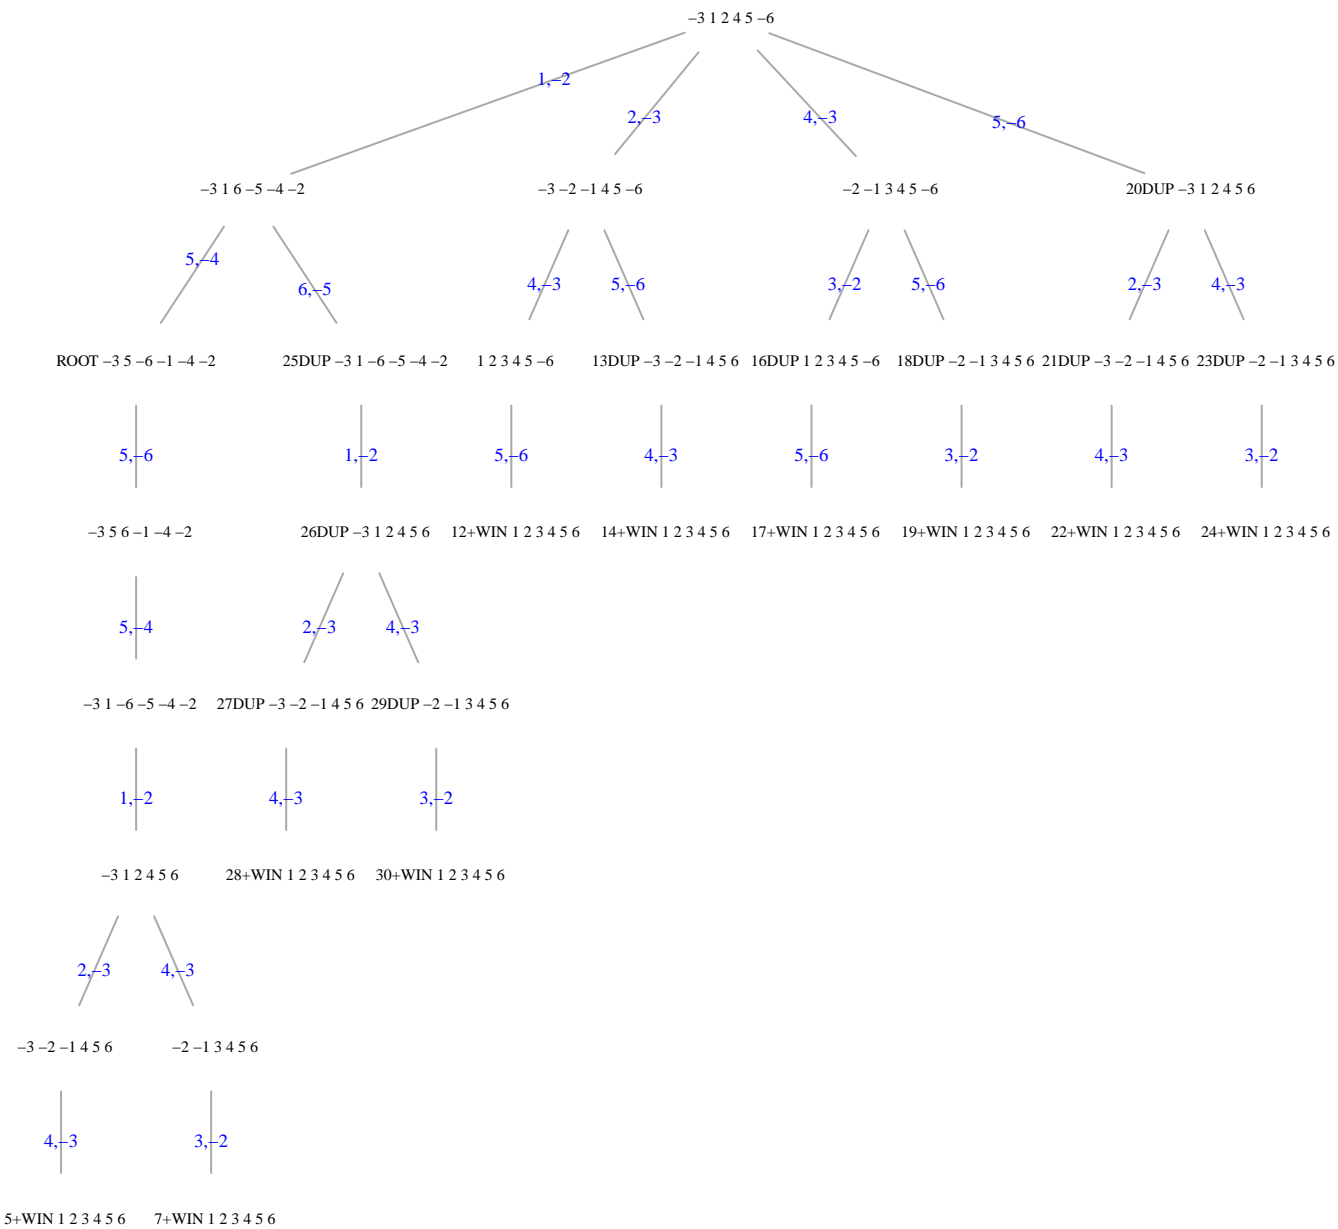 −3 1 2 4 5 −6
1,−2
2,−3
4,−3
5,−6
−3 1 6 −5 −4 −2
−3 −2 −1 4 5 −6
−2 −1 3 4 5 −6
20DUP −3 1 2 4 5 6
5,−4
6,−5
4,−3
5,−6
3,−2
5,−6
2,−3
4,−3
ROOT −3 5 −6 −1 −4 −2
25DUP −3 1 −6 −5 −4 −2
1 2 3 4 5 −6
13DUP −3 −2 −1 4 5 6
16DUP 1 2 3 4 5 −6
18DUP −2 −1 3 4 5 6
21DUP −3 −2 −1 4 5 6
23DUP −2 −1 3 4 5 6
5,−6
1,−2
5,−6
4,−3
5,−6
3,−2
4,−3
3,−2
−3 5 6 −1 −4 −2
26DUP −3 1 2 4 5 6
12+WIN 1 2 3 4 5 6
14+WIN 1 2 3 4 5 6
17+WIN 1 2 3 4 5 6
19+WIN 1 2 3 4 5 6
22+WIN 1 2 3 4 5 6
24+WIN 1 2 3 4 5 6
5,−4
2,−3
4,−3
−3 1 −6 −5 −4 −2
27DUP −3 −2 −1 4 5 6
29DUP −2 −1 3 4 5 6
1,−2
4,−3
3,−2
−3 1 2 4 5 6
28+WIN 1 2 3 4 5 6
30+WIN 1 2 3 4 5 6
2,−3
4,−3
−3 −2 −1 4 5 6
−2 −1 3 4 5 6
4,−3
3,−2
5+WIN 1 2 3 4 5 6
7+WIN 1 2 3 4 5 6